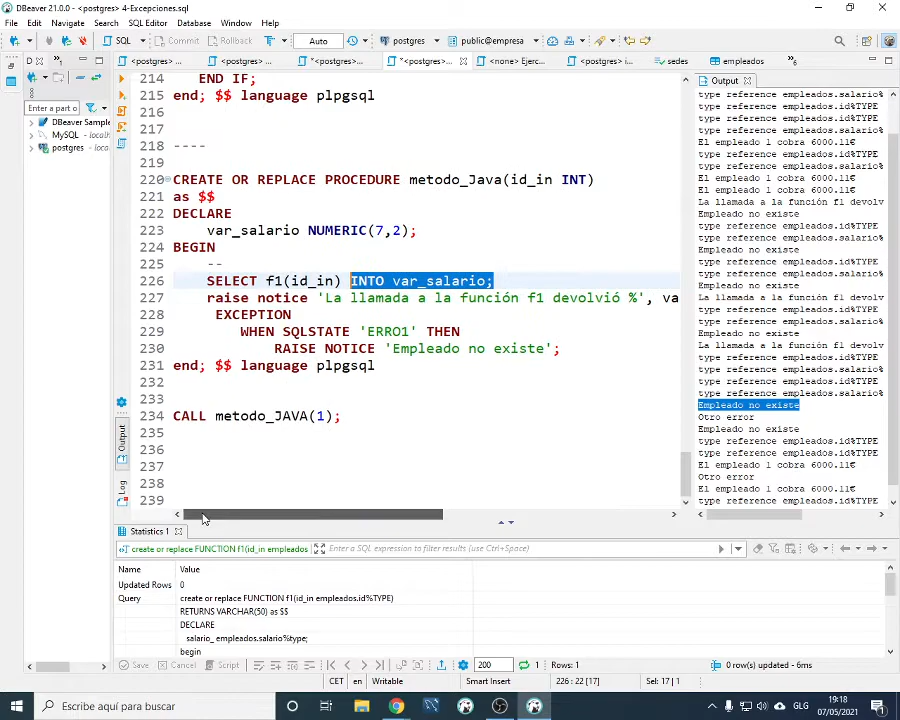 DBeaver 21.0.0 - <postgres> 4-Excepciones.sql
File Edit Navigate Search SQL Editor Database Window Help
SQL Commit Rollback Auto postgres public@empresa
D <postgres> ... <postgres> ... *<postgres>... *<postgres>... <none> Ejerc... <postgres> i... sedes empleados Output
Enter a part o
DBeaver Sample
MySQL - localh
postgres - localh
214 END IF;
215 end; $$ language plpgsql
216
217
218 ----
219
220 CREATE OR REPLACE PROCEDURE metodo_Java(id_in INT)
221 as $$
222 DECLARE
223 var_salario NUMERIC(7,2);
224 BEGIN
225 --
226 SELECT f1(id_in) INTO var_salario;
227 raise notice 'La llamada a la función f1 devolvió %', va
228 EXCEPTION
229 WHEN SQLSTATE 'ERRO1' THEN
230 RAISE NOTICE 'Empleado no existe';
231 end; $$ language plpgsql
232
233
234 CALL metodo_JAVA(1);
235
236
237
238
239
Output
Log
type reference empleados.salario%
type reference empleados.id%TYPE
type reference empleados.id%TYPE
type reference empleados.salario%
El empleado 1 cobra 6000.11€
type reference empleados.id%TYPE
type reference empleados.salario%
El empleado 1 cobra 6000.11€
El empleado 1 cobra 6000.11€
La llamada a la función f1 devolv
Empleado no existe
type reference empleados.id%TYPE
type reference empleados.salario%
Empleado no existe
type reference empleados.id%TYPE
type reference empleados.salario%
Empleado no existe
La llamada a la función f1 devolv
type reference empleados.id%TYPE
type reference empleados.salario%
Empleado no existe
La llamada a la función f1 devolv
type reference empleados.id%TYPE
type reference empleados.salario%
type reference empleados.id%TYPE
type reference empleados.salario%
Empleado no existe
Otro error
Empleado no existe
type reference empleados.id%TYPE
type reference empleados.salario%
El empleado 1 cobra 6000.11€
Otro error
El empleado 1 cobra 6000.11€
type reference empleados.id%TYPE
Statistics 1
create or replace FUNCTION f1(id_in empleados Enter a SQL expression to filter results (use Ctrl+Space)
Name Value
Updated Rows 0
Query create or replace FUNCTION f1(id_in empleados.id%TYPE)
RETURNS VARCHAR(50) as $$
DECLARE
salario_ empleados.salario%type;
begin
Save Cancel Script 200 1 Rows: 1 0 row(s) updated - 6ms
CET en Writable Smart Insert 226 : 22 [17] Sel: 17 | 1
Escribe aquí para buscar GLG 19:18
07/05/2021